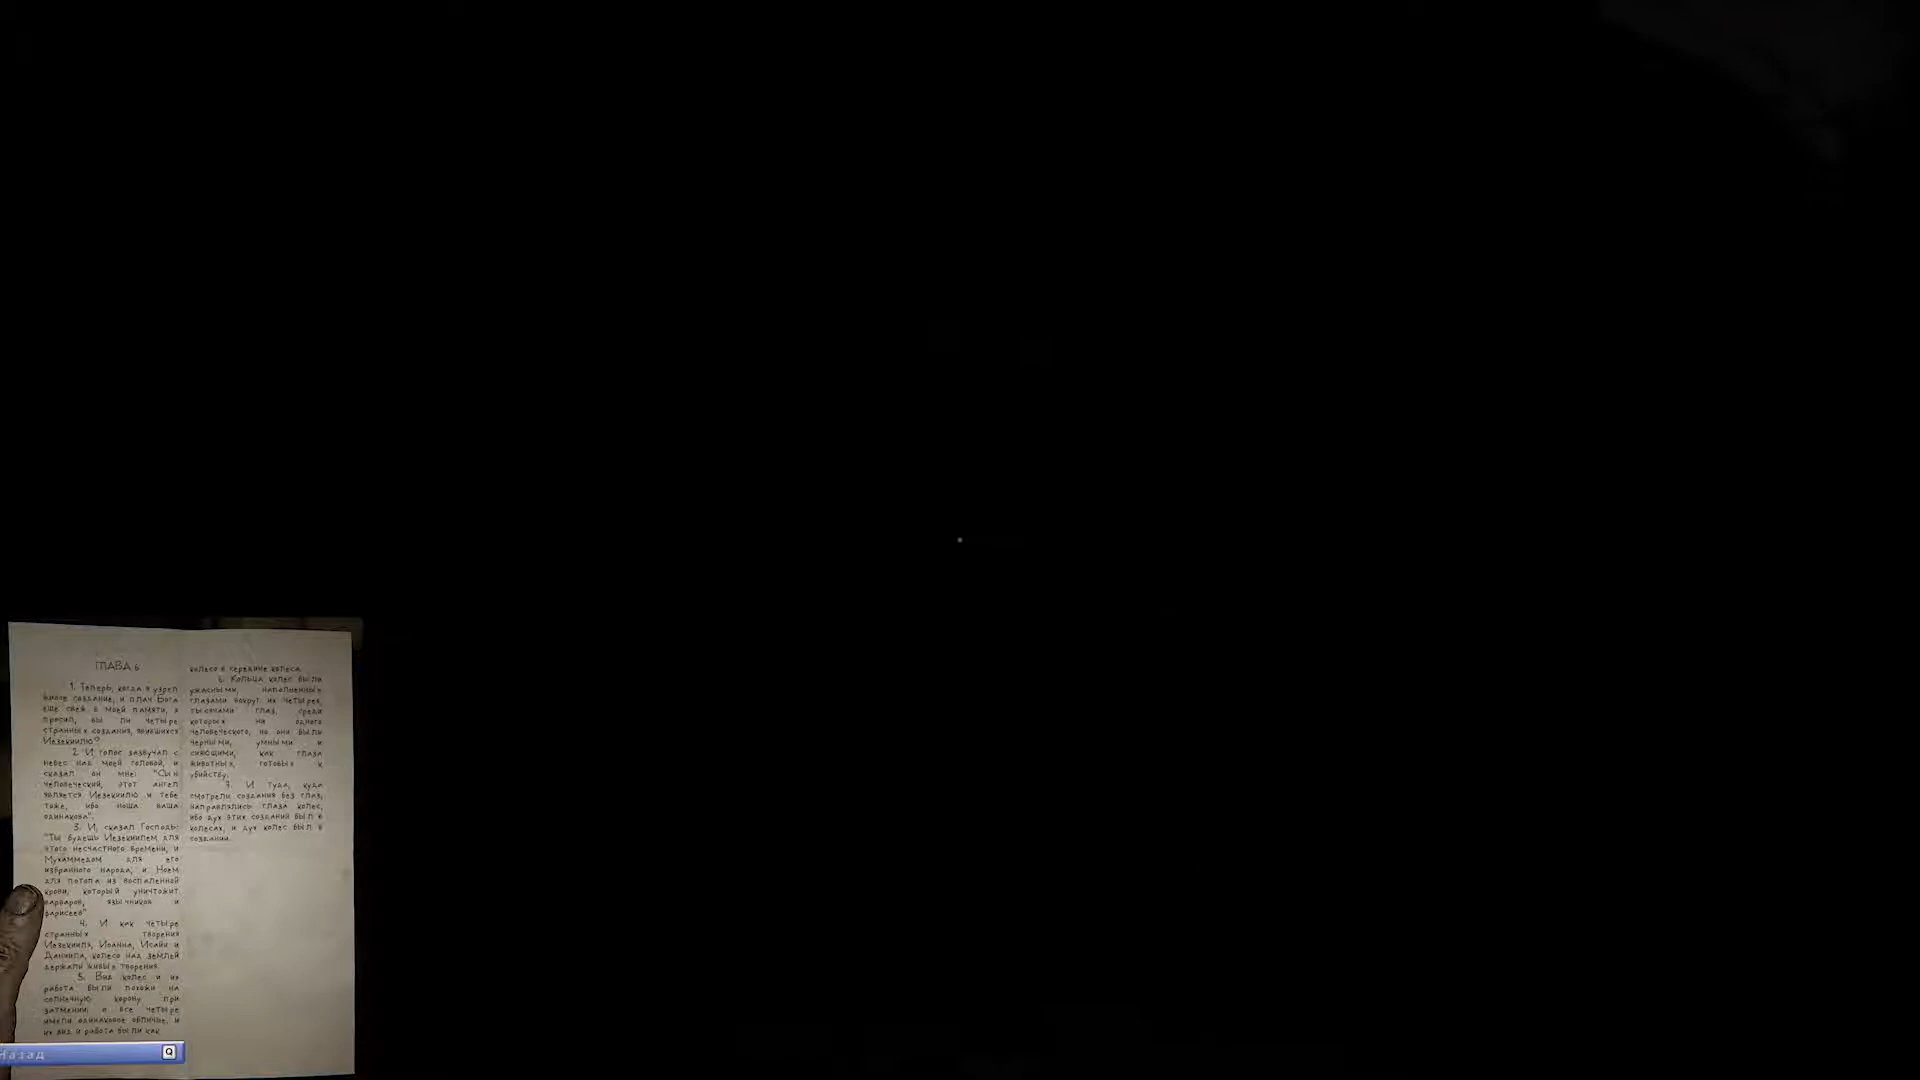 ГЛАВА 6
1. Теперь, когда я узрел
живое создание, и плач Бога
еще свеж в моей памяти, я
просил, вы ли четыре
странных создания, явившихся
Иезекиилю?
2. И голос зазвучал с
небес над моей головой, и
сказал он мне: "Сын
человеческий, этот ангел
является Иезекиилю и тебе
тоже, ибо ноша ваша
одинакова".
3. И, сказал Господь:
"Ты будешь Иезекиилем для
этого несчастного времени, и
Мухаммедом для его
избранного народа, и Ноем
для потопа из воспаленной
крови, который уничтожит
варваров, язычников и
фарисеев"
4. И как четыре
странных творения
Иезекииля, Иоанна, Исайи и
Даниила, колесо над землей
держали живые творения.
5. Вид колес и их
работа были похожи на
солнечную корону при
затмении; и все четыре
имели одинаковое обличье, и
их вид и работа были как
колесо в середине колеса.
6. Кольца колес были
ужасными, наполненных
глазами вокруг их четырех,
тысячами глаз, среди
которых ни одного
человеческого, но они были
черными, умными и
сияющими, как глаза
животных, готовых к
убийству.
7. И туда, куда
смотрели создания без глаз,
направлялись глаза колес,
ибо дух этих созданий был в
колесах, и дух колес был в
создании.
Назад Q